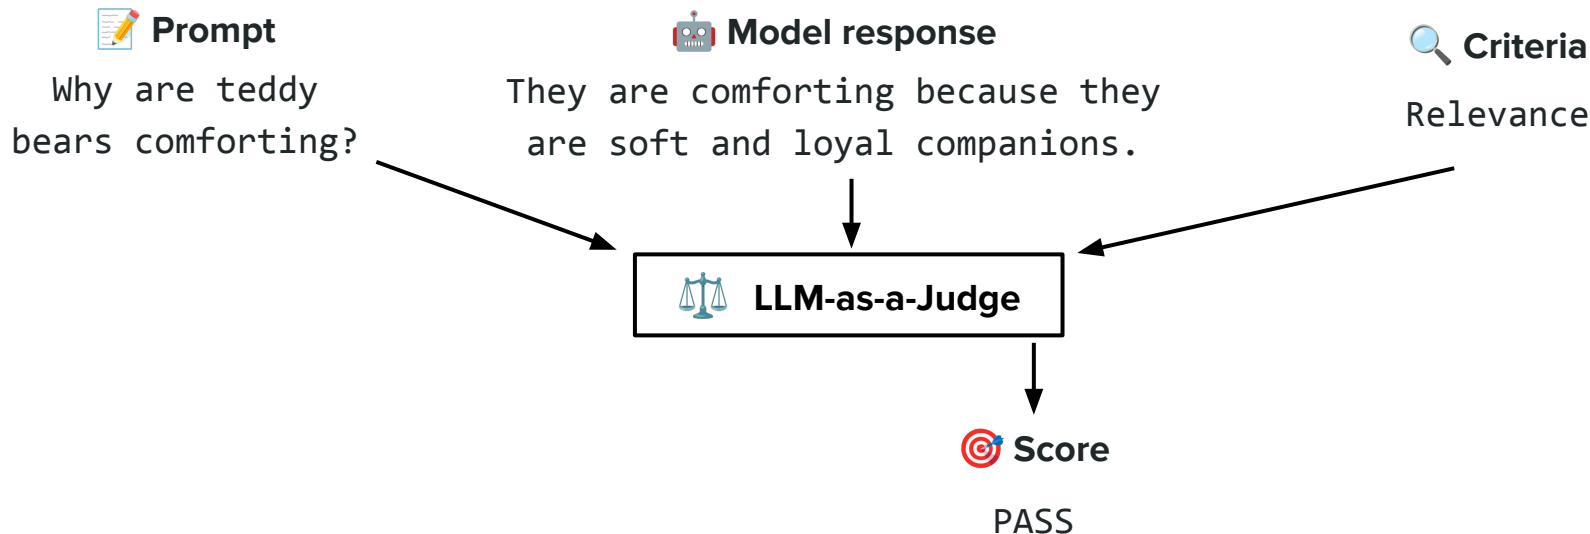 Prompt
Why are teddy
bears comforting?
Model response
They are comforting because they
are soft and loyal companions.
Criteria
Relevance
LLM-as-a-Judge
Score
PASS